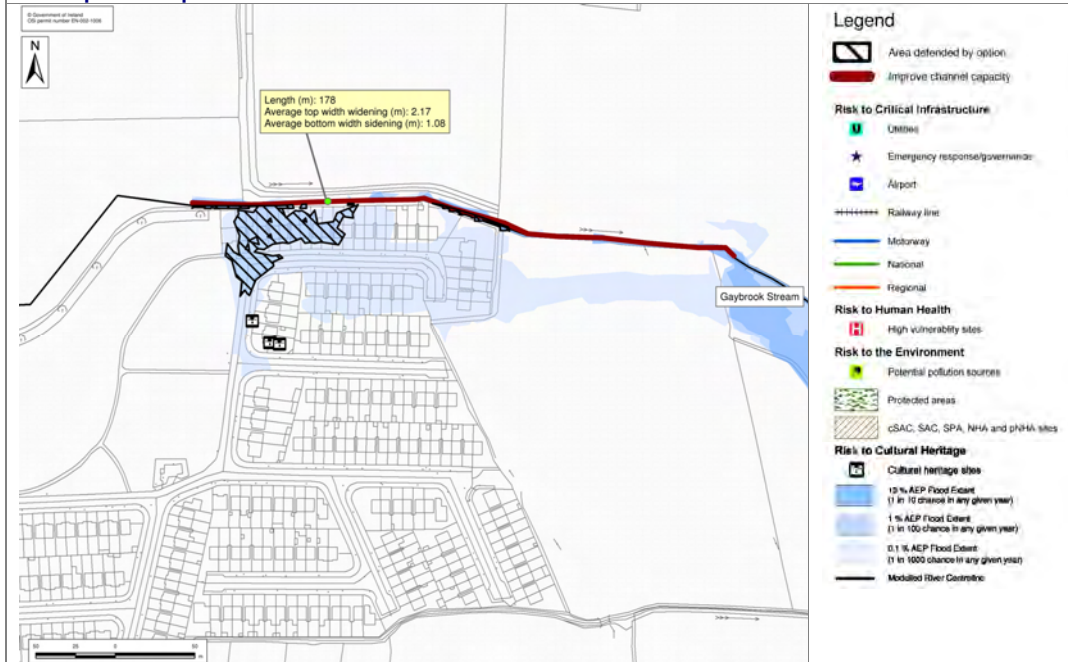 © Government of Ireland
OSI permit number EN-002-1008
N
Length (m): 178
Average top width widening (m): 2.17
Average bottom width sidening (m): 1.08
Gaybrook Stream
50 25 0 50
m
Legend
Area defended by option
Improve channel capacity
Risk to Critical Infrastructure
U Utilities
Emergency response/governance
Airport
Railway line
Motorway
National
Regional
Risk to Human Health
H High vulnerability sites
Risk to the Environment
Potential pollution sources
Protected areas
cSAC, SAC, SPA, NHA and pNHA sites
Risk to Cultural Heritage
Cultural heritage sites
10 % AEP Flood Extent
(1 in 10 chance in any given year)
1 % AEP Flood Extent
(1 in 100 chance in any given year)
0.1 % AEP Flood Extent
(1 in 1000 chance in any given year)
Modelled River Centreline